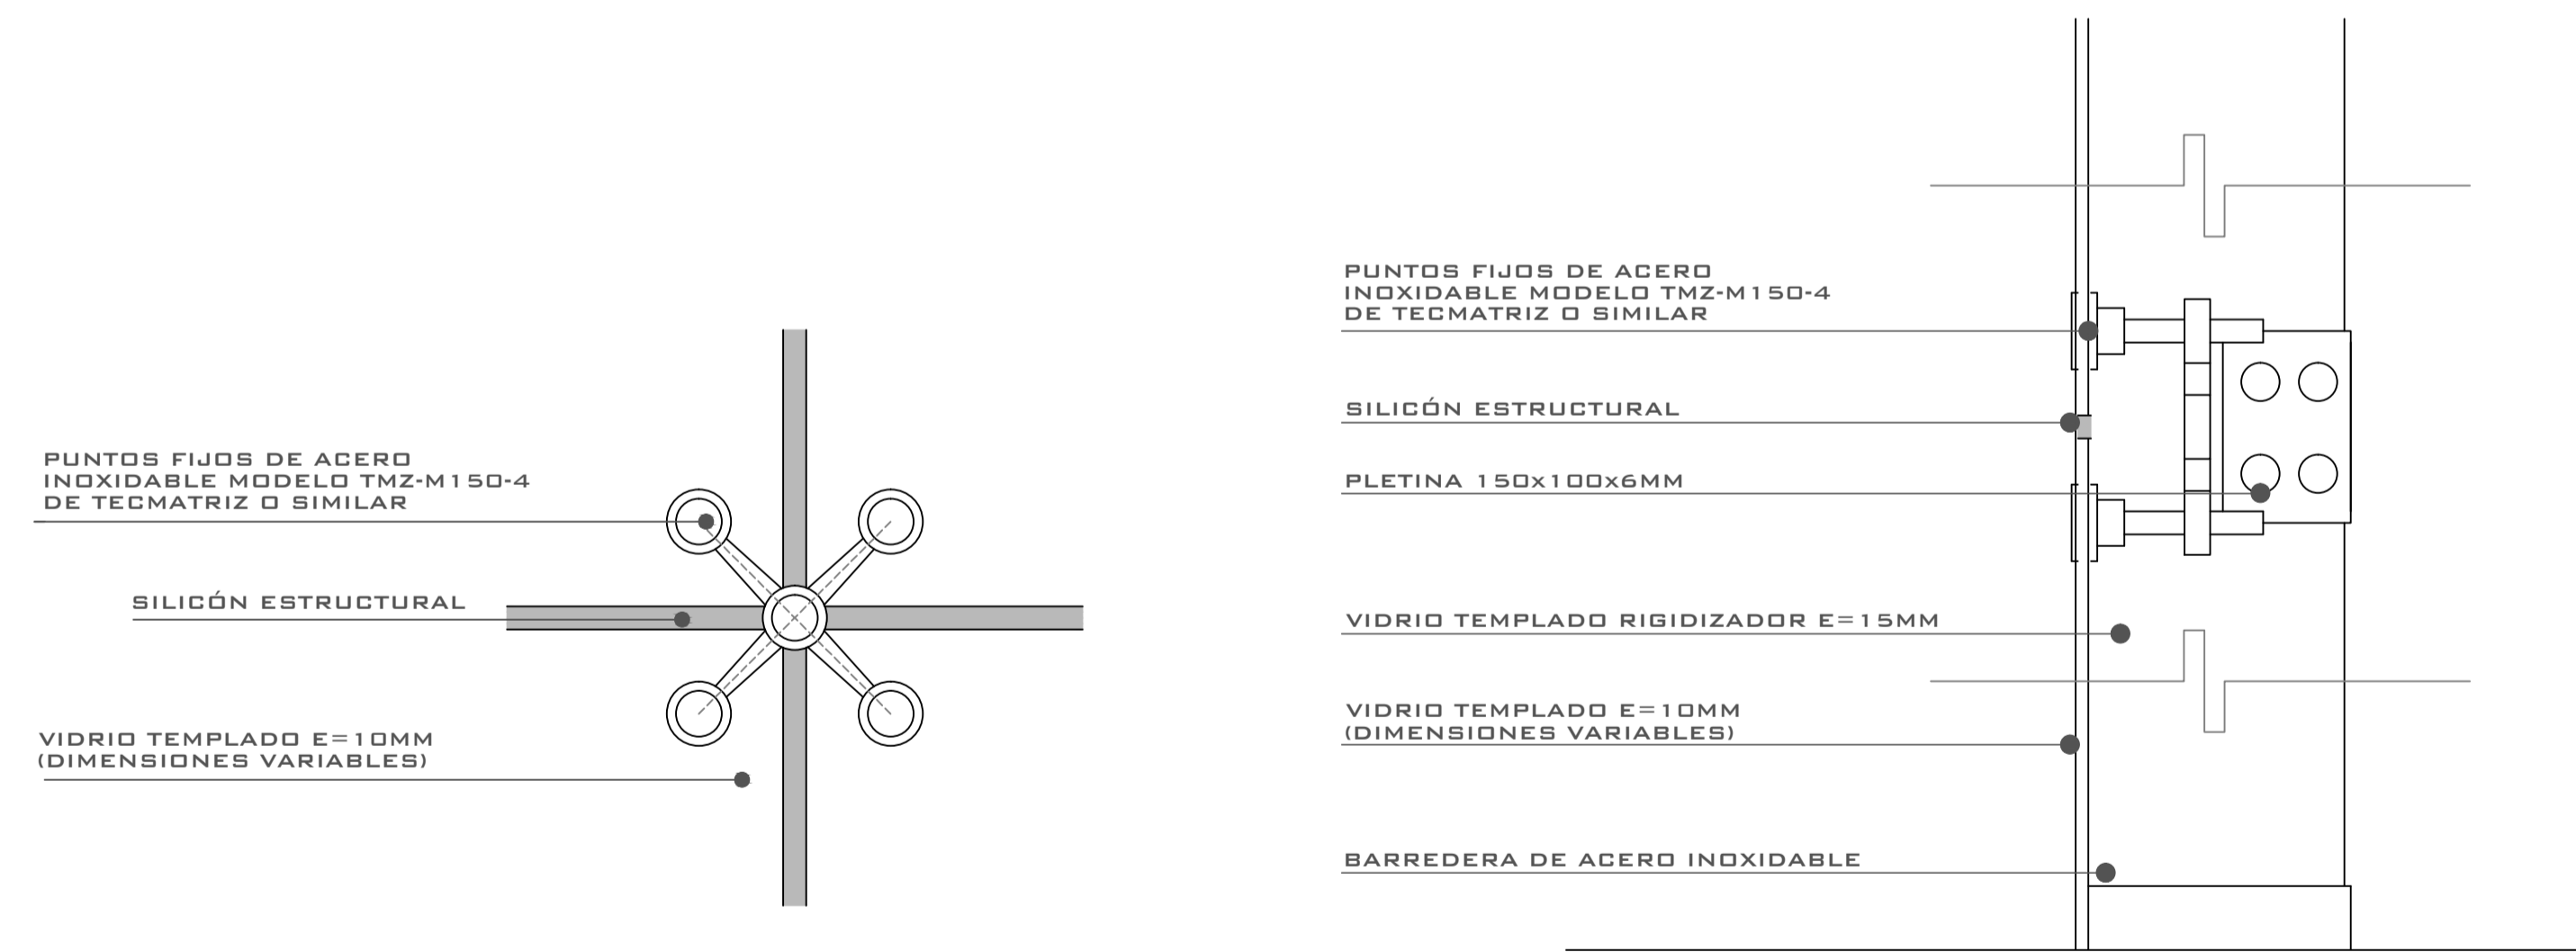 PUNTOS FIJOS DE ACERO
INOXIDABLE MODELO TMZ-M150-4
DE TECMATRIZ O SIMILAR
SILICÓN ESTRUCTURAL
VIDRIO TEMPLADO E=10MM
(DIMENSIONES VARIABLES)
PUNTOS FIJOS DE ACERO
INOXIDABLE MODELO TMZ-M150-4
DE TECMATRIZ O SIMILAR
SILICÓN ESTRUCTURAL
PLETINA 150x100x6MM
VIDRIO TEMPLADO RIGIDIZADOR E=15MM
VIDRIO TEMPLADO E=10MM
(DIMENSIONES VARIABLES)
BARREDERA DE ACERO INOXIDABLE